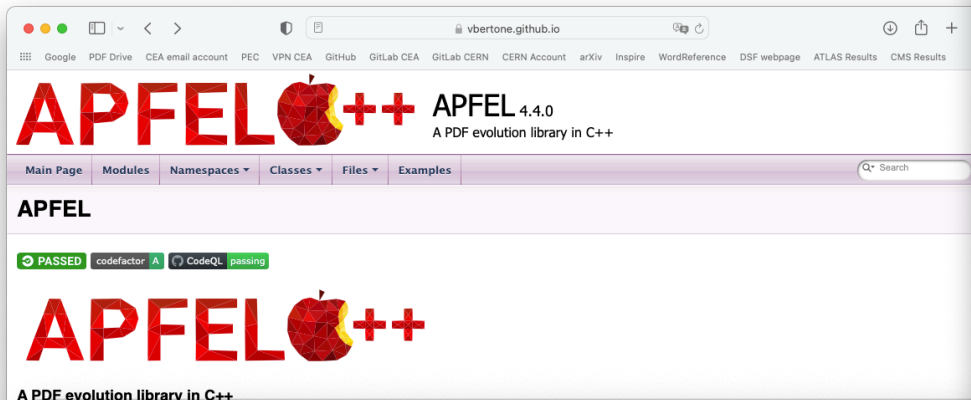 vbertone.github.io
Google PDF Drive CEA email account PEC VPN CEA GitHub GitLab CEA GitLab CERN CERN Account arXiv Inspire WordReference DSF webpage ATLAS Results CMS Results
APFEL++
APFEL 4.4.0
A PDF evolution library in C++
Main Page Modules Namespaces Classes Files Examples Search
APFEL
PASSED codefactor A CodeQL passing
APFEL++
A PDF evolution library in C++